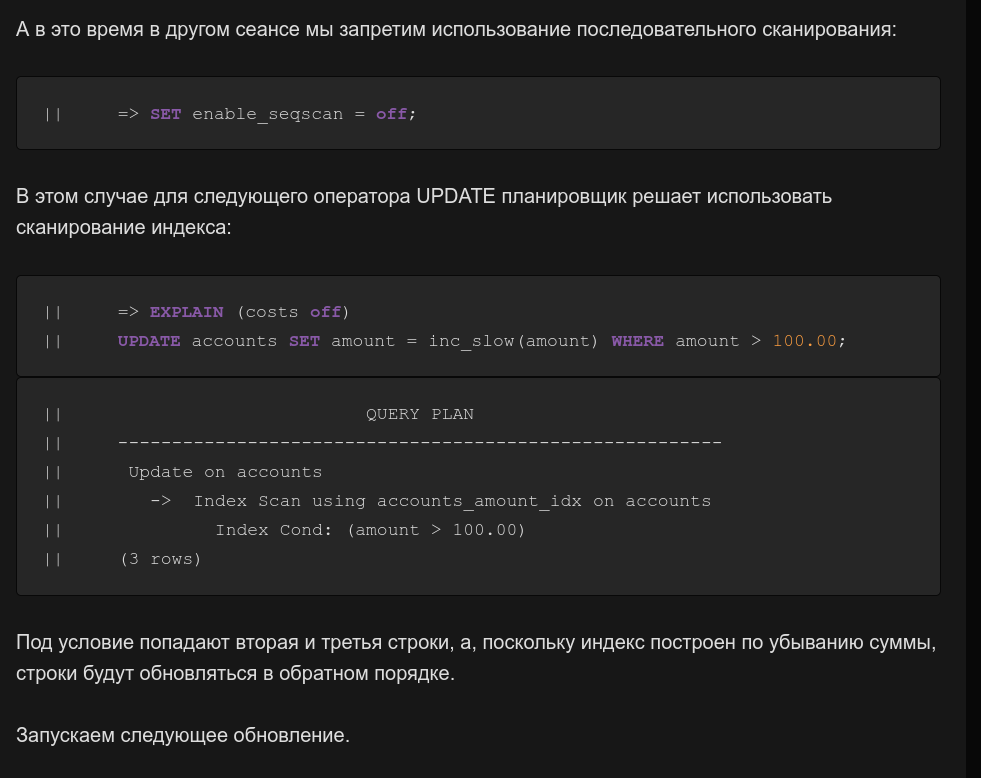 А в это время в другом сеансе мы запретим использование последовательного сканирования:
|| => SET enable_seqscan = off;
В этом случае для следующего оператора UPDATE планировщик решает использовать
сканирование индекса:
|| => EXPLAIN (costs off)
|| UPDATE accounts SET amount = inc_slow(amount) WHERE amount > 100.00;
|| QUERY PLAN
|| --------------------------------------------------------
|| Update on accounts
|| -> Index Scan using accounts_amount_idx on accounts
|| Index Cond: (amount > 100.00)
|| (3 rows)
Под условие попадают вторая и третья строки, а, поскольку индекс построен по убыванию суммы,
строки будут обновляться в обратном порядке.
Запускаем следующее обновление.